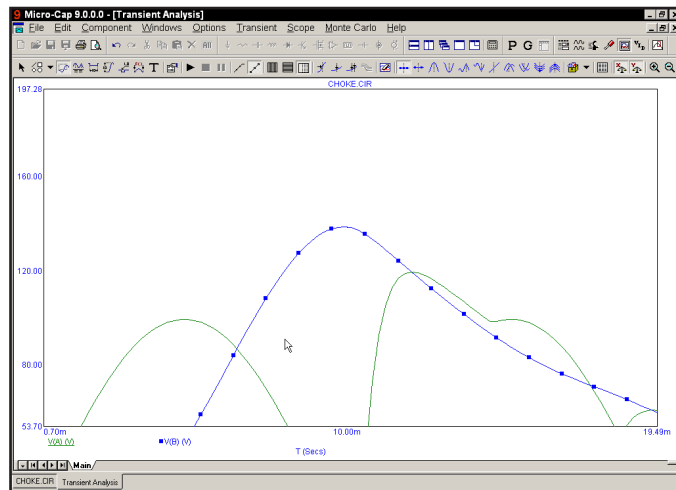 9 Micro-Cap 9.0.0.0 - [Transient Analysis]
File Edit Component Windows Options Transient Scope Monte Carlo Help
All P G
T
CHOKE.CIR
197.28
160.00
120.00
80.00
53.70
0.70m 10.00m 19.49m
V(A) (V) V(B) (V)
T (Secs)
Main
CHOKE.CIR Transient Analysis